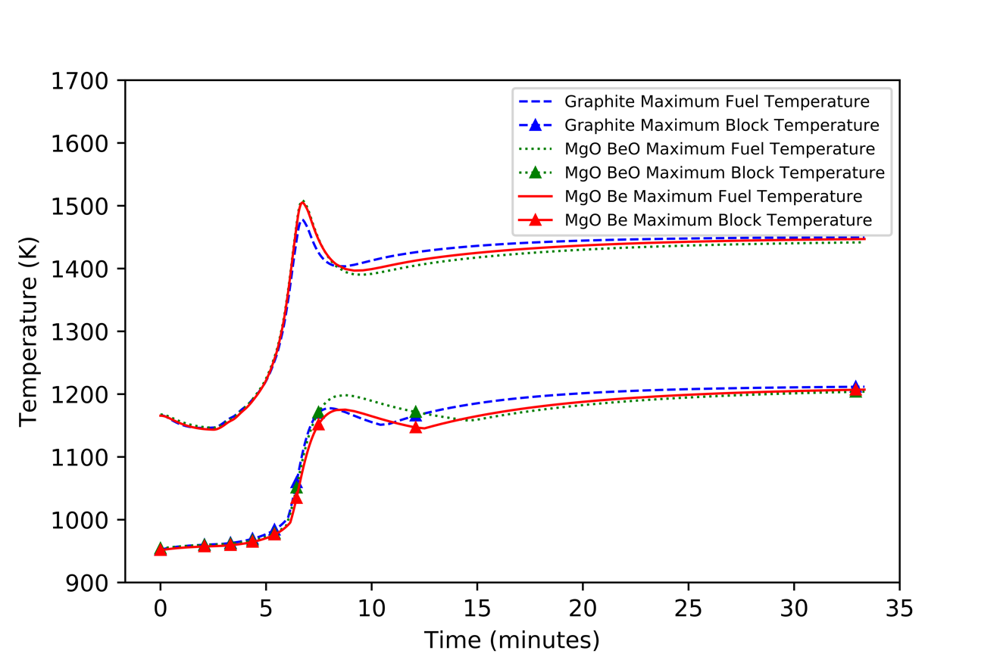 1700
1600
1500
1400
1300
1200
1100
1000
900
Temperature (K)
Graphite Maximum Fuel Temperature
Graphite Maximum Block Temperature
MgO BeO Maximum Fuel Temperature
MgO BeO Maximum Block Temperature
MgO Be Maximum Fuel Temperature
MgO Be Maximum Block Temperature
0 5 10 15 20 25 30 35
Time (minutes)